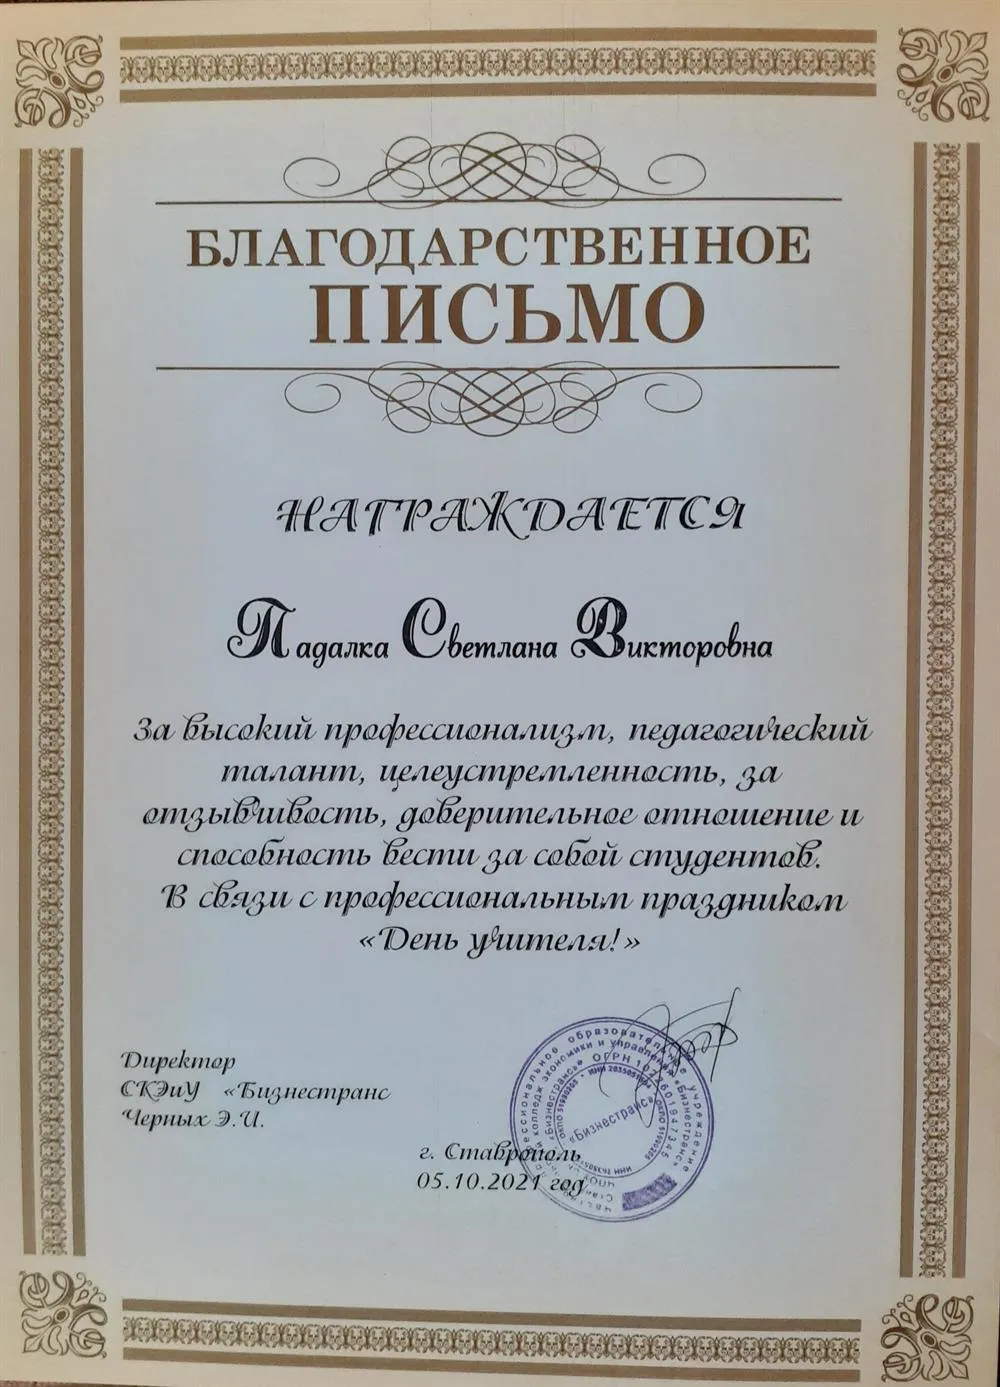 БЛАГОДАРСТВЕННОЕ
ПИСЬМО
НАГРАЖДАЕТСЯ
Падалка Светлана Викторовна
За высокий профессионализм, педагогический
талант, целеустремленность, за
отзывчивость, доверительное отношение и
способность вести за собой студентов.
В связи с профессиональным праздником
«День учителя!»
Директор
СКЭиУ «Бизнестранс
Черных Э.И.
г. Ставрополь
05.10.2021 год
«Бизнестранс»